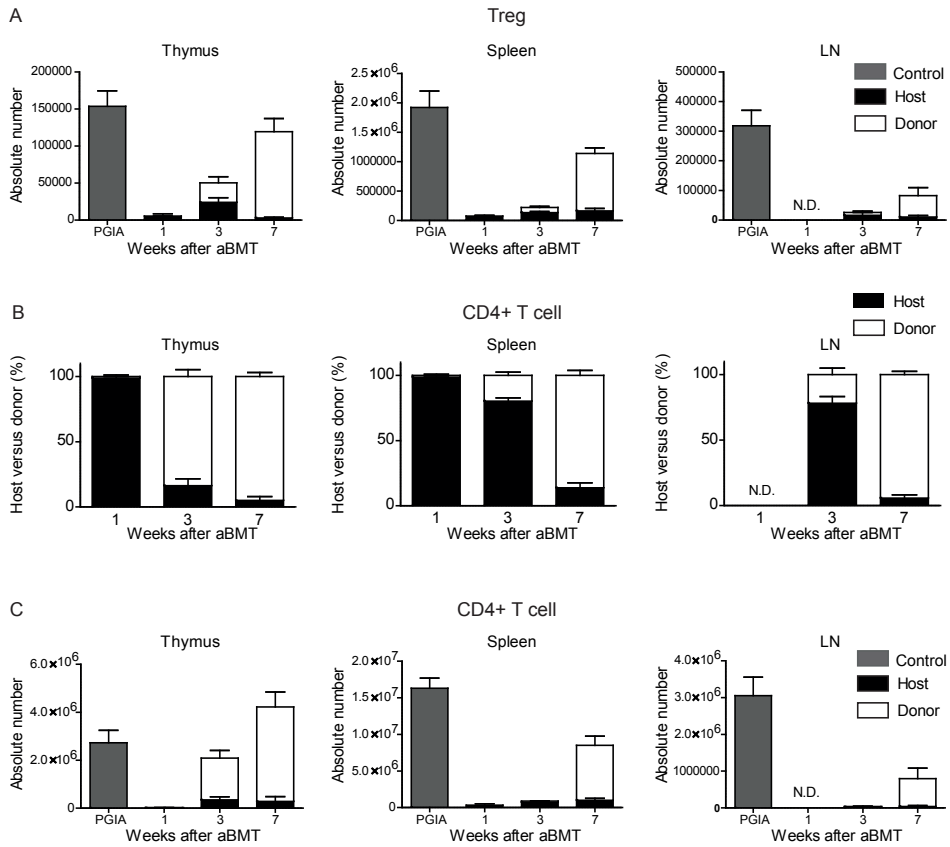 A
Treg
Thymus
Absolute number
200000
150000
100000
50000
0
PGIA 1 3 7
Weeks after aBMT
Spleen
Absolute number
2.5×10⁶
2.0×10⁶
1.5×10⁶
1000000
500000
0
PGIA 1 3 7
Weeks after aBMT
LN
Absolute number
500000
400000
300000
200000
100000
0
N.D.
PGIA 1 3 7
Weeks after aBMT
Control
Host
Donor
B
CD4+ T cell
Host
Donor
Thymus
Host versus donor (%)
100
50
0
1 3 7
Weeks after aBMT
Spleen
Host versus donor (%)
100
50
0
1 3 7
Weeks after aBMT
LN
Host versus donor (%)
100
50
0
N.D.
1 3 7
Weeks after aBMT
C
CD4+ T cell
Thymus
Absolute number
6.0×10⁶
4.0×10⁶
2.0×10⁶
0
PGIA 1 3 7
Weeks after aBMT
Spleen
Absolute number
2.0×10⁷
1.5×10⁷
1.0×10⁷
5.0×10⁶
0
PGIA 1 3 7
Weeks after aBMT
LN
Absolute number
4.0×10⁶
3.0×10⁶
2.0×10⁶
1000000
0
N.D.
PGIA 1 3 7
Weeks after aBMT
Control
Host
Donor